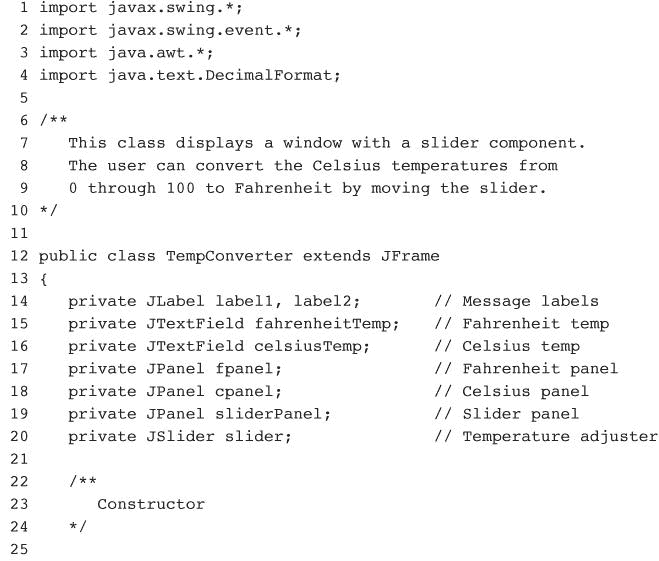 1 import javax.swing.*;
2 import javax.swing.event.*;
3 import java.awt.*;
4 import java.text.DecimalFormat;
5
6 /**
7    This class displays a window with a slider component.
8    The user can convert the Celsius temperatures from
9    0 through 100 to Fahrenheit by moving the slider.
10 */
11
12 public class TempConverter extends JFrame
13 {
14    private JLabel label1, label2;        // Message labels
15    private JTextField fahrenheitTemp;    // Fahrenheit temp
16    private JTextField celsiusTemp;       // Celsius temp
17    private JPanel fpanel;                // Fahrenheit panel
18    private JPanel cpanel;                // Celsius panel
19    private JPanel sliderPanel;           // Slider panel
20    private JSlider slider;               // Temperature adjuster
21
22    /**
23       Constructor
24    */
25